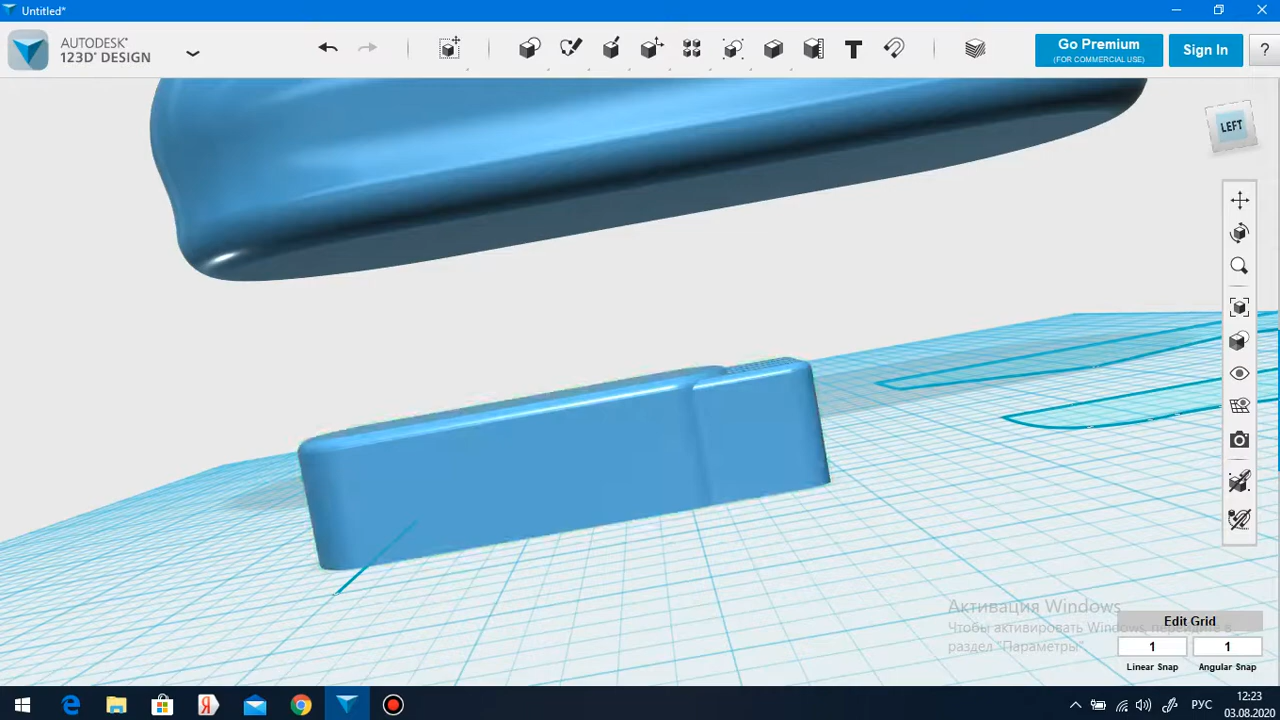 Untitled*
AUTODESK®
123D® DESIGN
Go Premium
(FOR COMMERCIAL USE)
Sign In
?
LEFT
Активация Windows
Чтобы активировать Windows, перейдите в
раздел "Параметры"
Edit Grid
1
1
Linear Snap
Angular Snap
РУС
12:23
03.08.2020